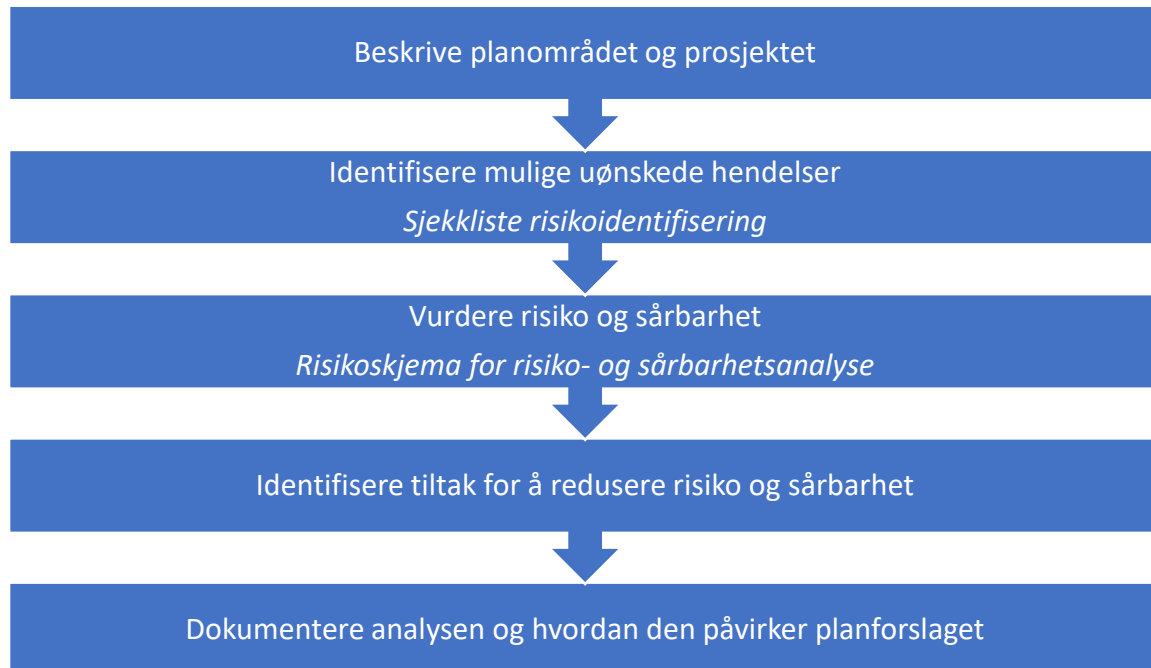 Beskrive planområdet og prosjektet
Identifisere mulige uønskede hendelser
Sjekkliste risikoidentifisering
Vurdere risiko og sårbarhet
Risikoskjema for risiko- og sårbarhetsanalyse
Identifisere tiltak for å redusere risiko og sårbarhet
Dokumentere analysen og hvordan den påvirker planforslaget